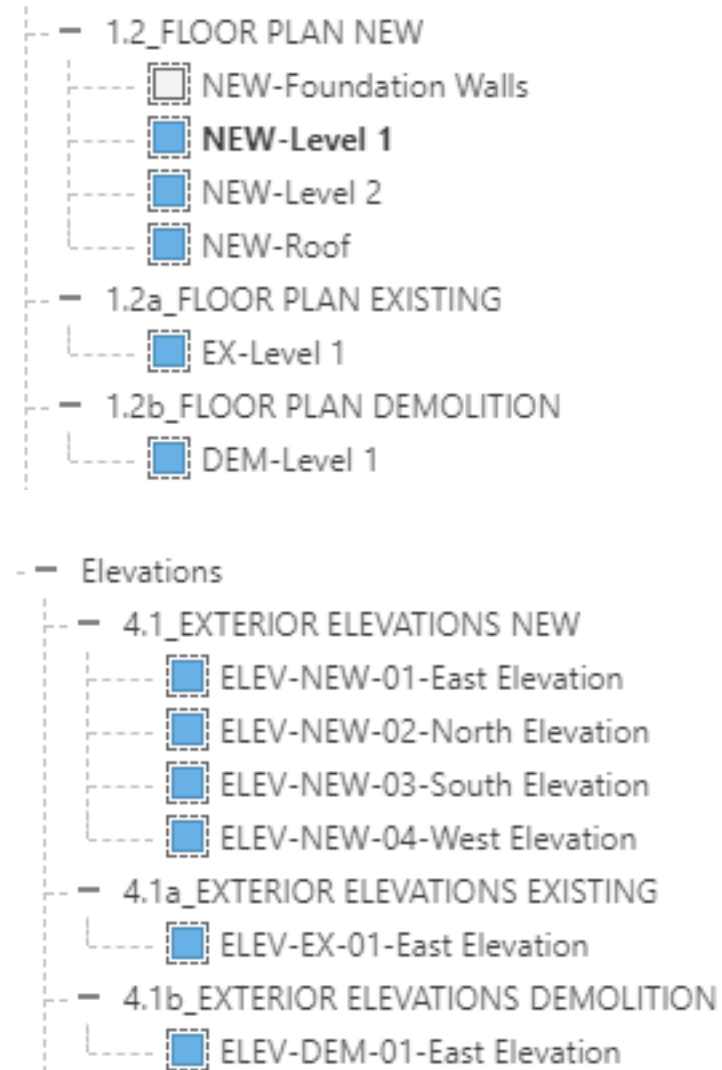 1.2_FLOOR PLAN NEW
NEW-Foundation Walls
NEW-Level 1
NEW-Level 2
NEW-Roof
1.2a_FLOOR PLAN EXISTING
EX-Level 1
1.2b_FLOOR PLAN DEMOLITION
DEM-Level 1
Elevations
4.1_EXTERIOR ELEVATIONS NEW
ELEV-NEW-01-East Elevation
ELEV-NEW-02-North Elevation
ELEV-NEW-03-South Elevation
ELEV-NEW-04-West Elevation
4.1a_EXTERIOR ELEVATIONS EXISTING
ELEV-EX-01-East Elevation
4.1b_EXTERIOR ELEVATIONS DEMOLITION
ELEV-DEM-01-East Elevation